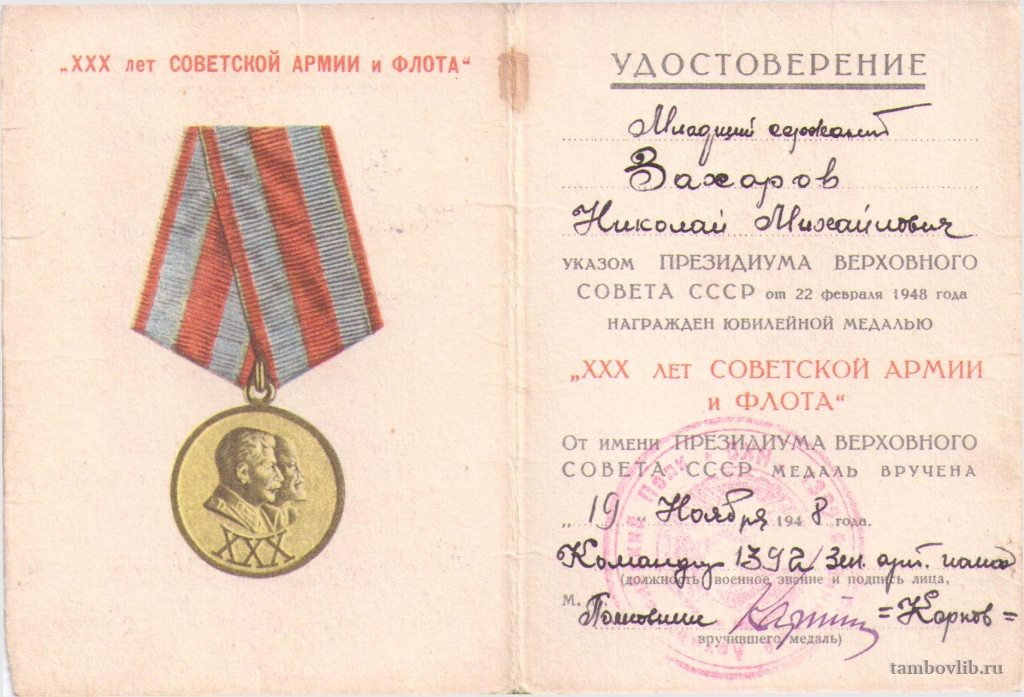 „XXX лет СОВЕТСКОЙ АРМИИ и ФЛОТА“
XXX
УДОСТОВЕРЕНИЕ
Младший сержант
Захаров
Николай Михайлович
УКАЗОМ ПРЕЗИДИУМА ВЕРХОВНОГО
СОВЕТА СССР от 22 февраля 1948 года
НАГРАЖДЕН ЮБИЛЕЙНОЙ МЕДАЛЬЮ
„XXX ЛЕТ СОВЕТСКОЙ АРМИИ
и ФЛОТА“
От имени ПРЕЗИДИУМА ВЕРХОВНОГО
СОВЕТА СССР МЕДАЛЬ ВРУЧЕНА
„19“ Ноября 1948 года.
Командир 1392 Зен. арт. полка
(должность, военное звание и подпись лица,
М. Полковник =Карпов=
вручившего медаль)
tambovlib.ru